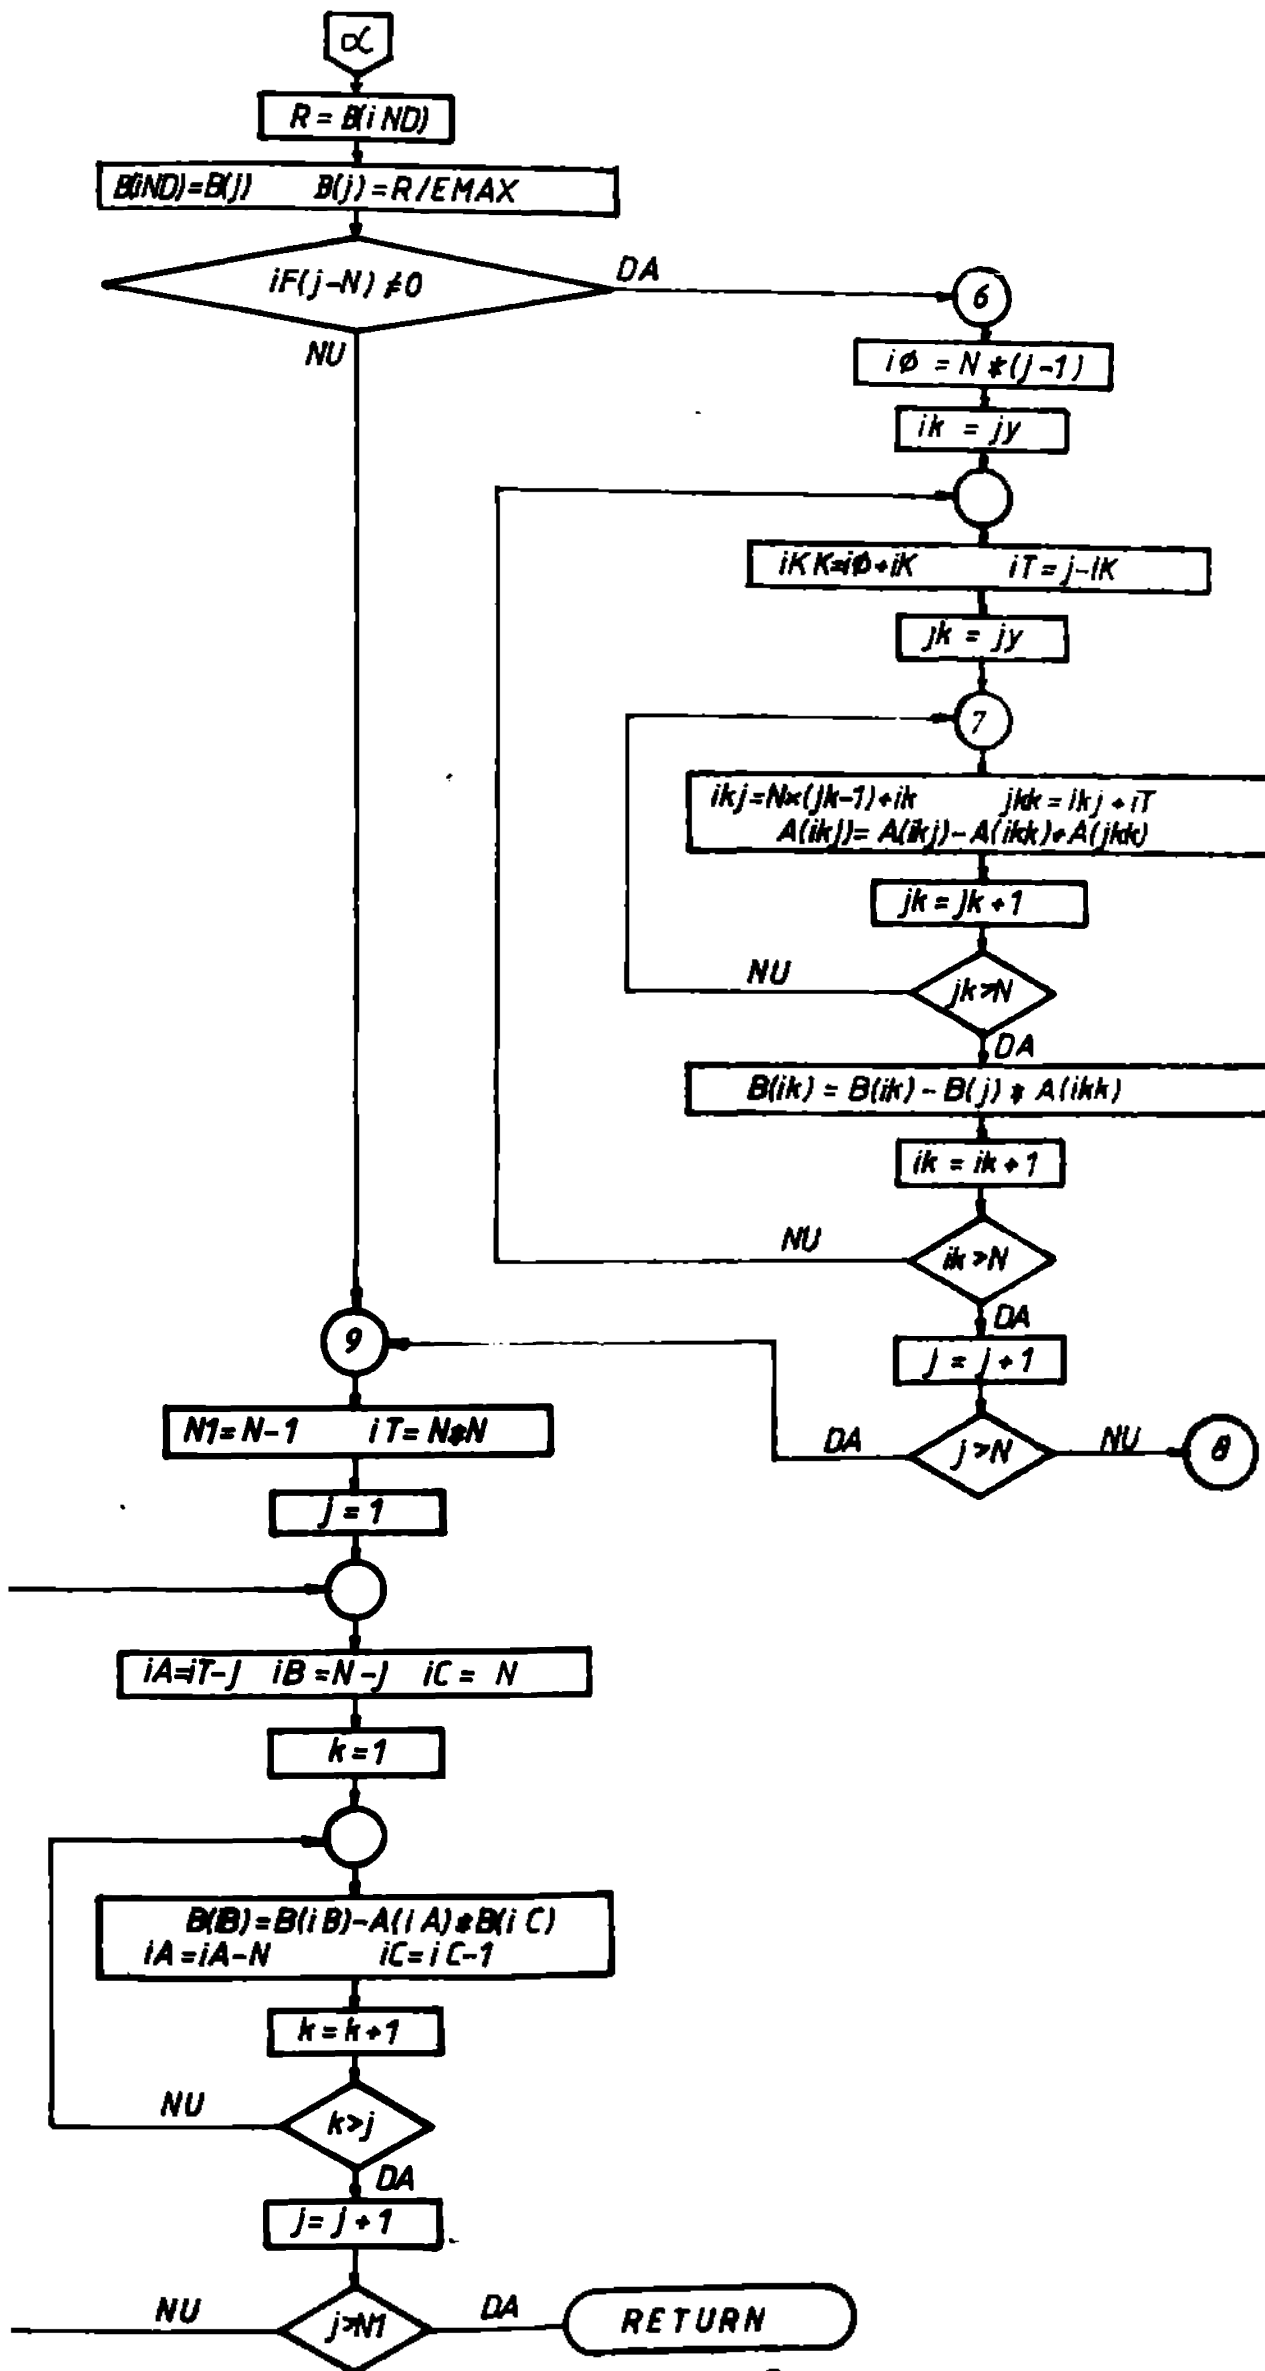 ∝
R = B(iND)
B(iND)=B(j) B(j)=R/EMAX
iF(j-N)≠0
DA
NU
6
iø = N*(j-1)
ik = jy
iKK=iø+iK iT=j-iK
jk = jy
7
ikj=N×(jk-1)+ik jkk=ikj+iT
A(ikj)=A(ikj)-A(ikk)+A(jkk)
jk=jk+1
jk>N
NU
DA
B(ik) = B(ik) - B(j) * A(ikk)
ik = ik+1
ik>N
NU
DA
j = j+1
j>N
DA
NU
8
9
N1=N-1 iT=N*N
j=1
iA=iT-j iB=N-j iC= N
k=1
B(iB)=B(iB)-A(iA)*B(iC)
iA=iA-N iC=iC-1
k=k+1
k>j
NU
DA
j=j+1
j>N1
NU
DA
RETURN